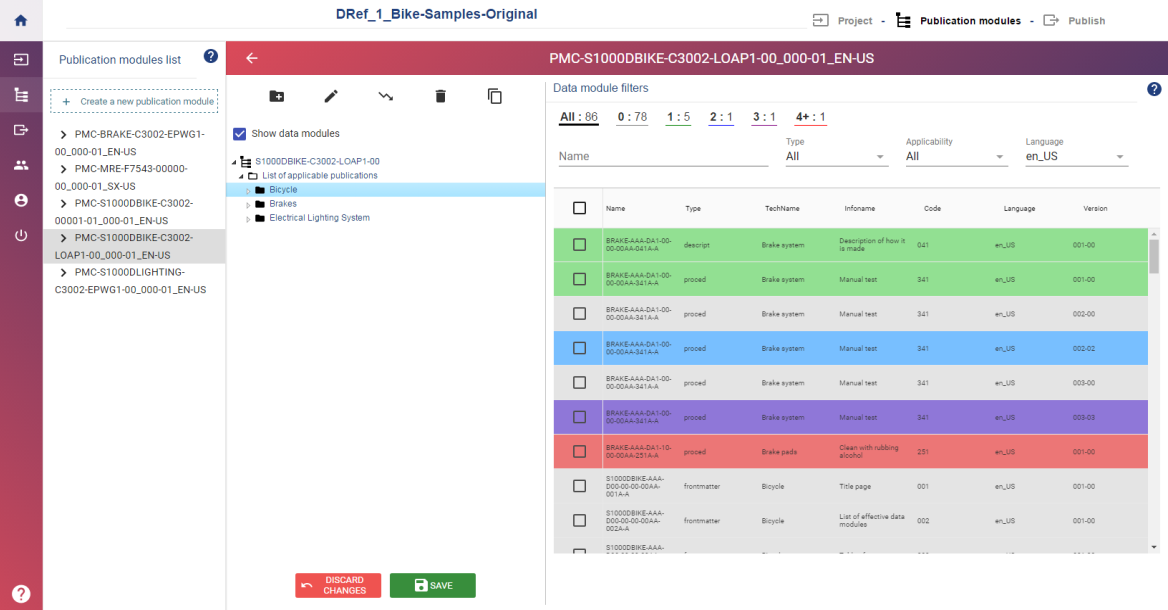 DRef_1_Bike-Samples-Original
Project - Publication modules - Publish
Publication modules list ?
+ Create a new publication module
PMC-BRAKE-C3002-EPWG1-
00_000-01_EN-US
PMC-MRE-F7543-00000-
00_000-01_SX-US
PMC-S1000DBIKE-C3002-
00001-01_000-01_EN-US
PMC-S1000DBIKE-C3002-
LOAP1-00_000-01_EN-US
PMC-S1000DLIGHTING-
C3002-EPWG1-00_000-01_EN-US
?
PMC-S1000DBIKE-C3002-LOAP1-00_000-01_EN-US
Show data modules
S1000DBIKE-C3002-LOAP1-00
List of applicable publications
Bicycle
Brakes
Electrical Lighting System
DISCARD
CHANGES
SAVE
Data module filters ?
All : 86 0 : 78 1 : 5 2 : 1 3 : 1 4+ : 1
Type Applicability Language
Name All All en_US
Name Type TechName Infoname Code Language Version
BRAKE-AAA-DA1-00-
00-00AA-041A-A descript Brake system Description of how it
is made 041 en_US 001-00
BRAKE-AAA-DA1-00-
00-00AA-341A-A proced Brake system Manual test 341 en_US 001-00
BRAKE-AAA-DA1-00-
00-00AA-341A-A proced Brake system Manual test 341 en_US 002-00
BRAKE-AAA-DA1-00-
00-00AA-341A-A proced Brake system Manual test 341 en_US 002-02
BRAKE-AAA-DA1-00-
00-00AA-341A-A proced Brake system Manual test 341 en_US 003-00
BRAKE-AAA-DA1-00-
00-00AA-341A-A proced Brake system Manual test 341 en_US 003-03
BRAKE-AAA-DA1-10-
00-00AA-251A-A proced Brake pads Clean with rubbing
alcohol 251 en_US 001-00
S1000DBIKE-AAA-
D00-00-00-00AA-
001A-A frontmatter Bicycle Title page 001 en_US 001-00
S1000DBIKE-AAA-
D00-00-00-00AA-
002A-A frontmatter Bicycle List of effective data
modules 002 en_US 001-00
S1000DBIKE-AAA-